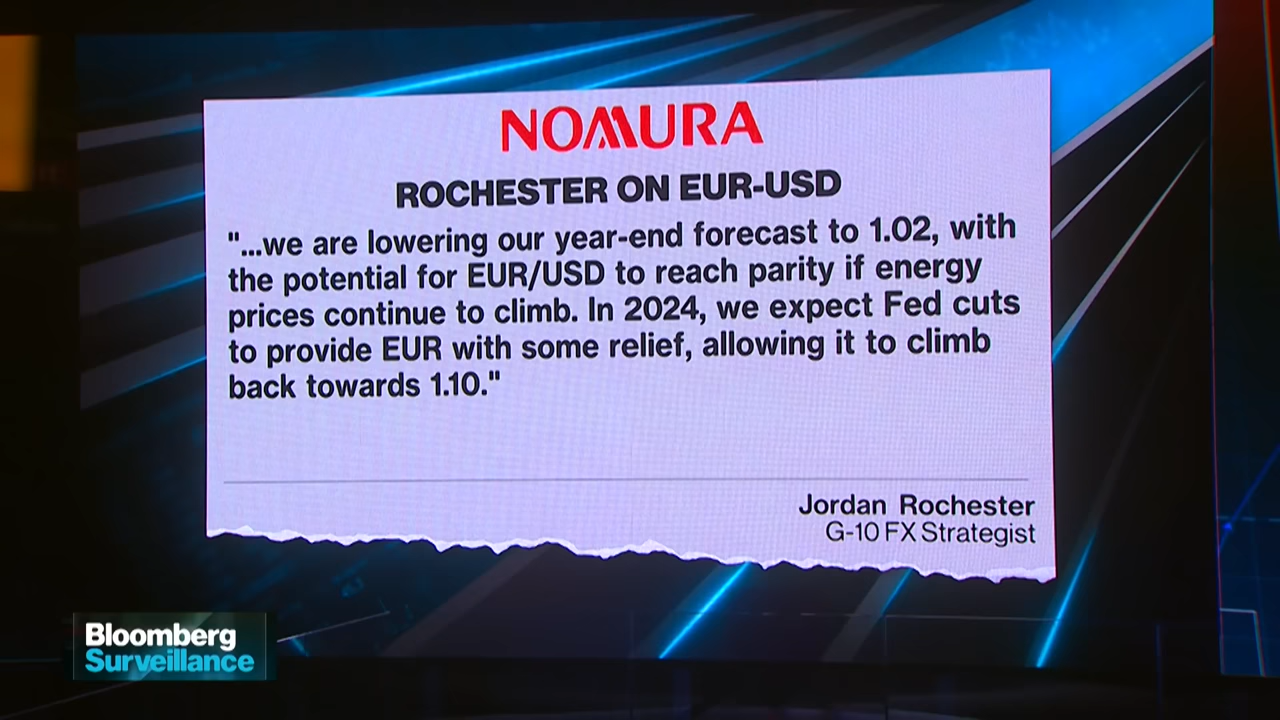 NOMURA
ROCHESTER ON EUR-USD
"...we are lowering our year-end forecast to 1.02, with
the potential for EUR/USD to reach parity if energy
prices continue to climb. In 2024, we expect Fed cuts
to provide EUR with some relief, allowing it to climb
back towards 1.10."
Jordan Rochester
G-10 FX Strategist
Bloomberg
Surveillance